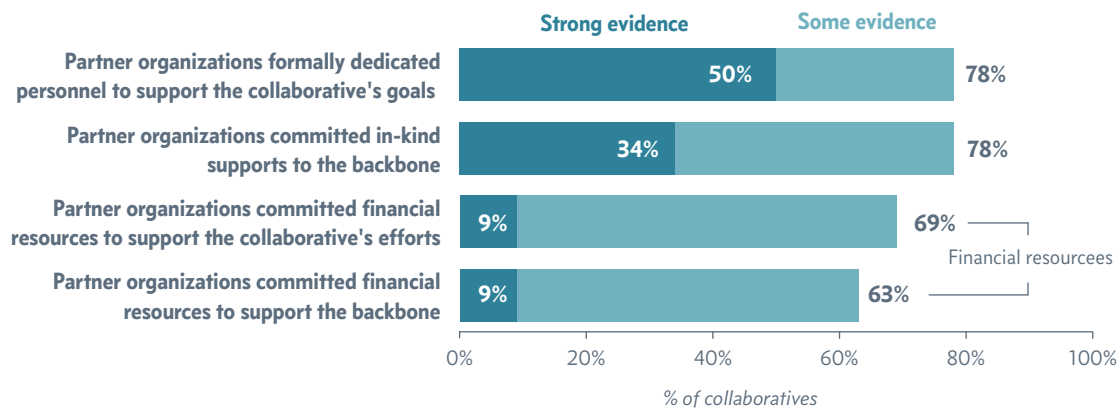 Strong evidence Some evidence
Partner organizations formally dedicated
personnel to support the collaborative's goals
50% 78%
Partner organizations committed in-kind
supports to the backbone
34% 78%
Partner organizations committed financial
resources to support the collaborative's efforts
9% 69%
Financial resourcees
Partner organizations committed financial
resources to support the backbone
9% 63%
0% 20% 40% 60% 80% 100%
% of collaboratives